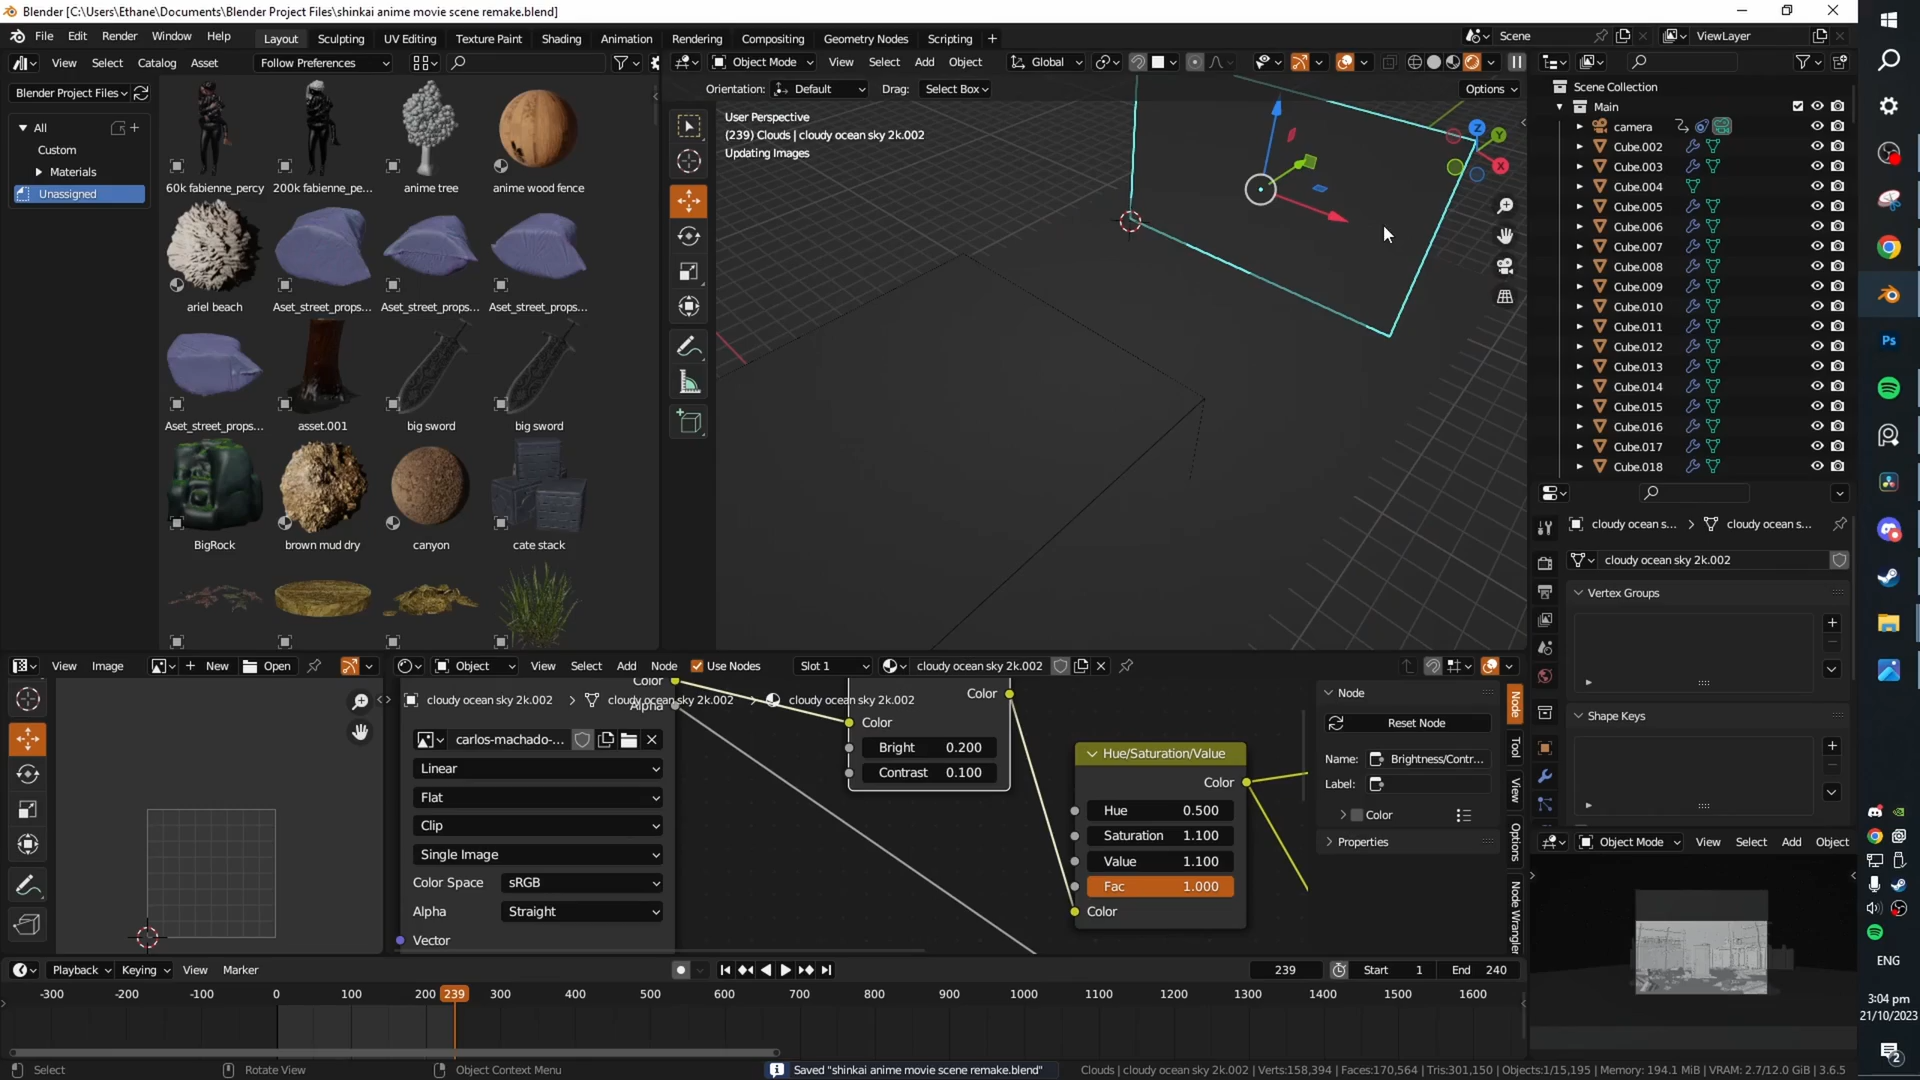 Blender [C:\Users\Ethane\Documents\Blender Project Files\shinkai anime movie scene remake.blend]
File Edit Render Window Help Layout Sculpting UV Editing Texture Paint Shading Animation Rendering Compositing Geometry Nodes Scripting Scene ViewLayer
View Select Catalog Asset Follow Preferences Object Mode View Select Add Object Global
Blender Project Files Orientation: Default Drag: Select Box Options
Scene Collection
Main
All
Custom
Materials
Unassigned
60k fabienne_percy 200k fabienne_pe... anime tree anime wood fence
ariel beach Aset_street_props... Aset_street_props... Aset_street_props...
Aset_street_props... asset.001 big sword big sword
BigRock brown mud dry canyon cate stack
User Perspective
(239) Clouds | cloudy ocean sky 2k.002
Updating Images
Z Y X
camera
Cube.002
Cube.003
Cube.004
Cube.005
Cube.006
Cube.007
Cube.008
Cube.009
Cube.010
Cube.011
Cube.012
Cube.013
Cube.014
Cube.015
Cube.016
Cube.017
Cube.018
cloudy ocean s... cloudy ocean s...
cloudy ocean sky 2k.002
Vertex Groups
Shape Keys
View Image New Open Object View Select Add Node Use Nodes Slot 1 cloudy ocean sky 2k.002
cloudy ocean sky 2k.002 cloudy ocean sky 2k.002 cloudy ocean sky 2k.002
Color
Alpha
carlos-machado-...
Linear
Flat
Clip
Single Image
Color Space sRGB
Alpha Straight
Vector
Color
Color
Bright 0.200
Contrast 0.100
Hue/Saturation/Value
Color
Hue 0.500
Saturation 1.100
Value 1.100
Fac 1.000
Color
Node
Reset Node
Name: Brightness/Contr...
Label:
Color
Properties
Node
Tool
View
Options
Node Wrangler
Object Mode View Select Add Object
Playback Keying View Marker 239 Start 1 End 240
-300 -200 -100 0 100 200 239 300 400 500 600 700 800 900 1000 1100 1200 1300 1400 1500 1600
Select Rotate View Object Context Menu Saved "shinkai anime movie scene remake.blend" Clouds | cloudy ocean sky 2k.002 | Verts:158,394 | Faces:170,564 | Tris:301,150 | Objects:1/15,195 | Memory: 194.1 MiB | VRAM: 2.7/12.0 GiB | 3.6.5
Ps
ENG
3:04 pm
21/10/2023
2